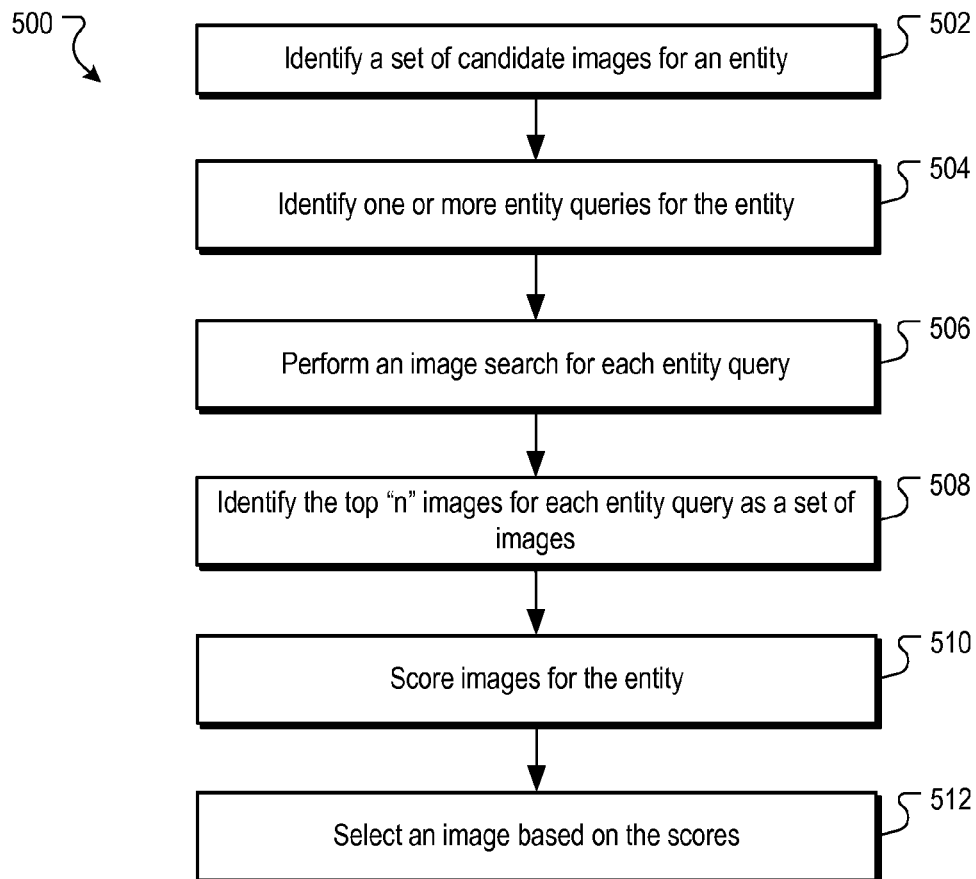 500
502
Identify a set of candidate images for an entity
504
Identify one or more entity queries for the entity
506
Perform an image search for each entity query
508
Identify the top “n” images for each entity query as a set of
images
510
Score images for the entity
512
Select an image based on the scores